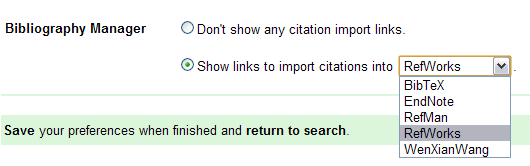 Bibliography Manager
Don't show any citation import links.
Show links to import citations into RefWorks .
BibTeX
EndNote
RefMan
RefWorks
WenXianWang
Save your preferences when finished and return to search.